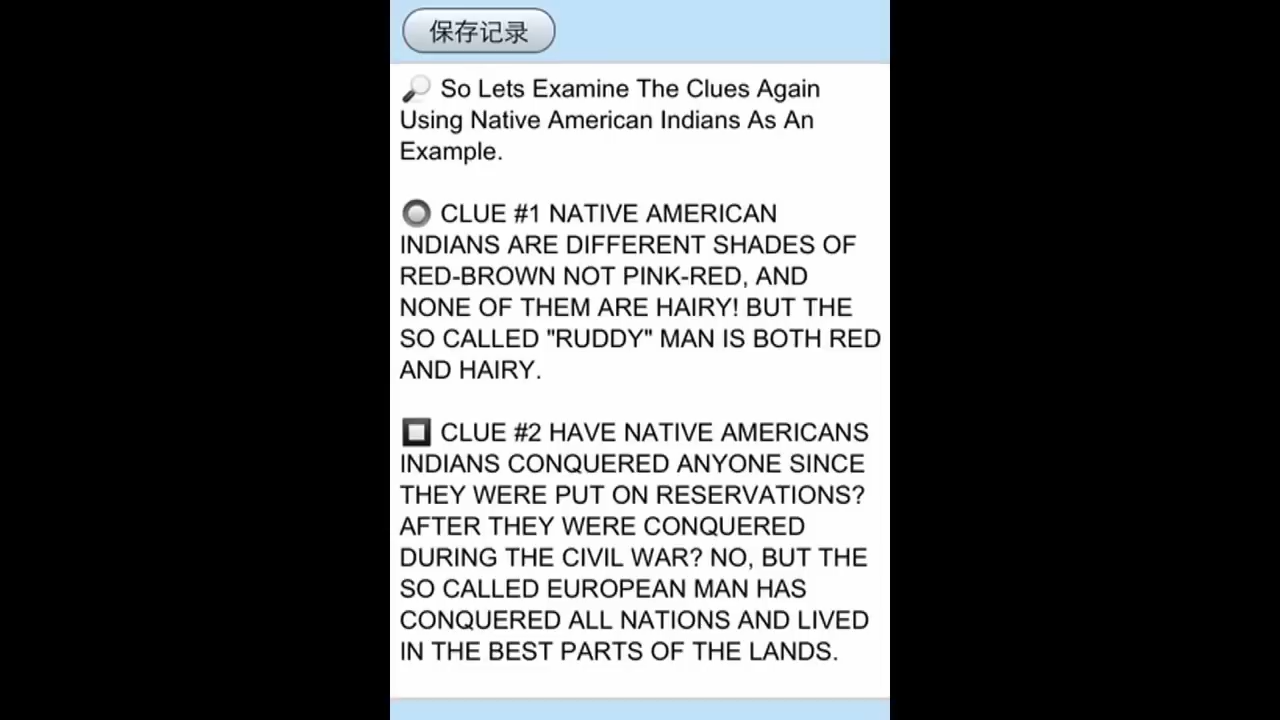 保存记录
🔎 So Lets Examine The Clues Again
Using Native American Indians As An
Example.
🔘 CLUE #1 NATIVE AMERICAN
INDIANS ARE DIFFERENT SHADES OF
RED-BROWN NOT PINK-RED, AND
NONE OF THEM ARE HAIRY! BUT THE
SO CALLED "RUDDY" MAN IS BOTH RED
AND HAIRY.
🔲 CLUE #2 HAVE NATIVE AMERICANS
INDIANS CONQUERED ANYONE SINCE
THEY WERE PUT ON RESERVATIONS?
AFTER THEY WERE CONQUERED
DURING THE CIVIL WAR? NO, BUT THE
SO CALLED EUROPEAN MAN HAS
CONQUERED ALL NATIONS AND LIVED
IN THE BEST PARTS OF THE LANDS.